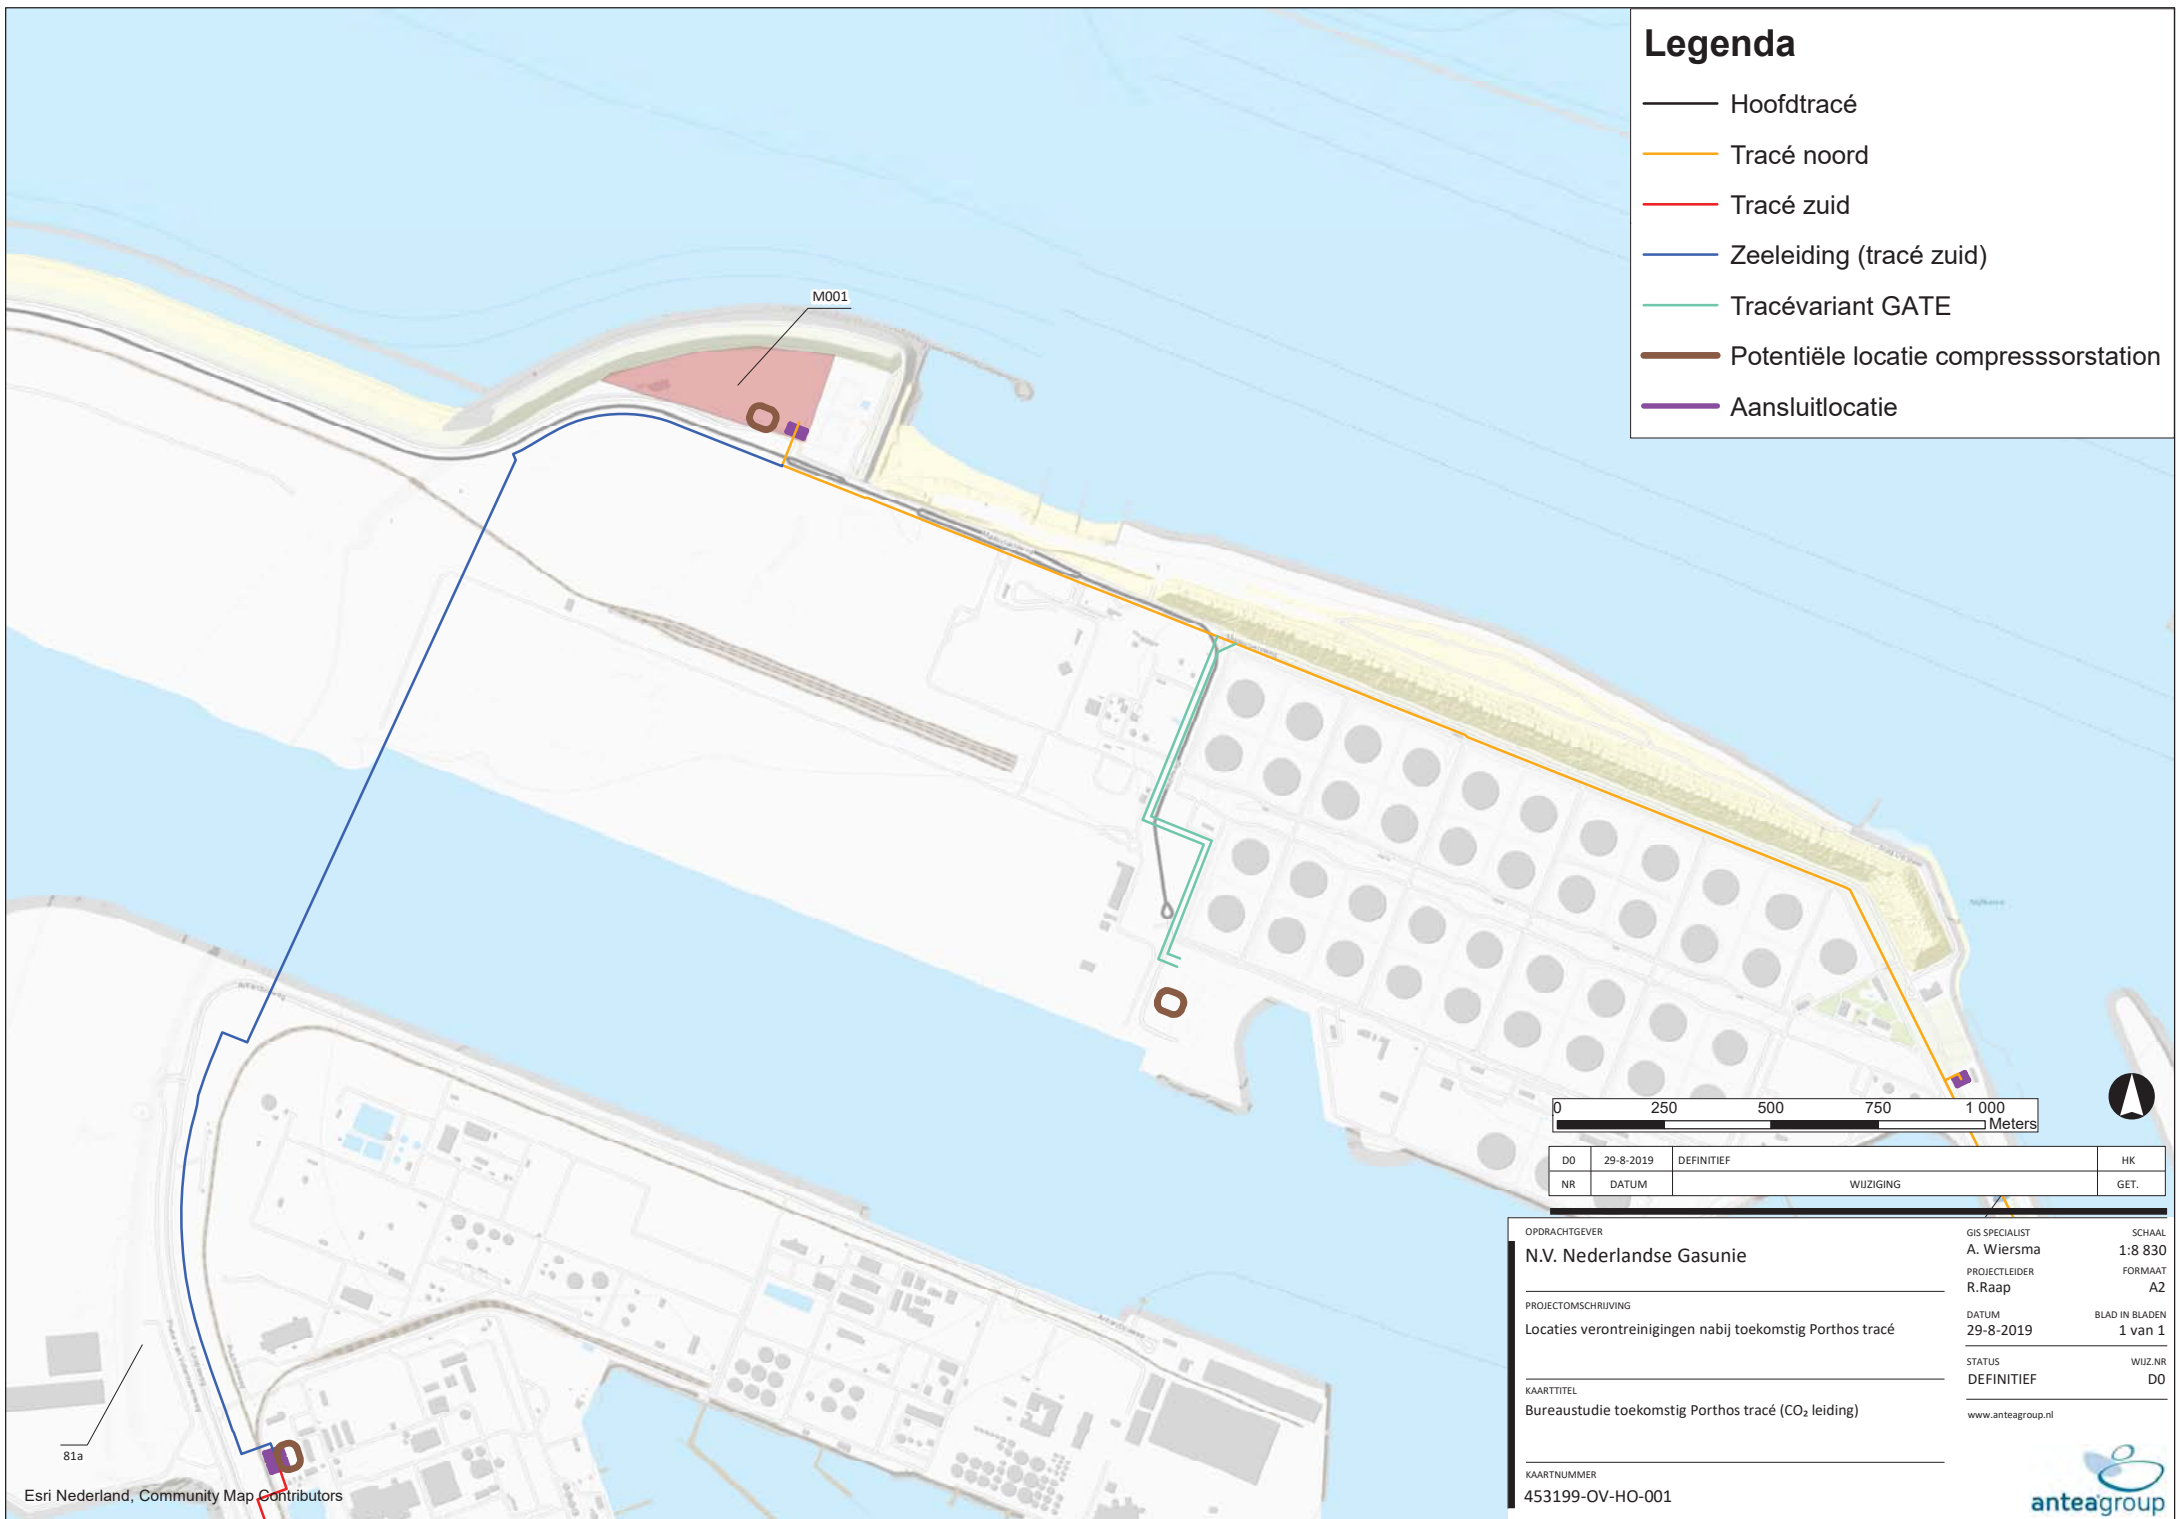 Legenda
Hoofdtracé
Tracé noord
Tracé zuid
Zeeleiding (tracé zuid)
Tracévariant GATE
Potentiële locatie compresssorstation
Aansluitlocatie
M001
81a
Esri Nederland, Community Map Contributors
0 250 500 750 1 000
Meters
D0 29-8-2019 DEFINITIEF HK
NR DATUM WIJZIGING GET.
OPDRACHTGEVER
N.V. Nederlandse Gasunie
PROJECTOMSCHRIJVING
Locaties verontreinigingen nabij toekomstig Porthos tracé
KAARTTITEL
Bureaustudie toekomstig Porthos tracé (CO₂ leiding)
KAARTNUMMER
453199-OV-HO-001
GIS SPECIALIST SCHAAL
A. Wiersma 1:8 830
PROJECTLEIDER FORMAAT
R.Raap A2
DATUM BLAD IN BLADEN
29-8-2019 1 van 1
STATUS WIJZ.NR
DEFINITIEF D0
www.anteagroup.nl
anteagroup